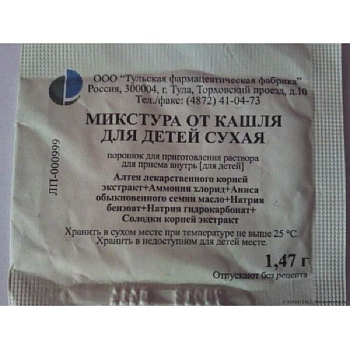 ООО "Тульская фармацевтическая фабрика"
Россия, 300004, г. Тула, Торховский проезд, д.10
Тел./факс: (4872) 41-04-73
МИКСТУРА ОТ КАШЛЯ
ДЛЯ ДЕТЕЙ СУХАЯ
порошок для приготовления раствора
для приема внутрь [для детей]
Алтея лекарственного корней
экстракт+Аммония хлорид+Аниса
обыкновенного семян масло+Натрия
бензоат+Натрия гидрокарбонат+
Солодки корней экстракт
Хранить в сухом месте при температуре не выше 25 °С.
Хранить в недоступном для детей месте.
1,47 г
Отпускают без рецепта
ЛП-000999